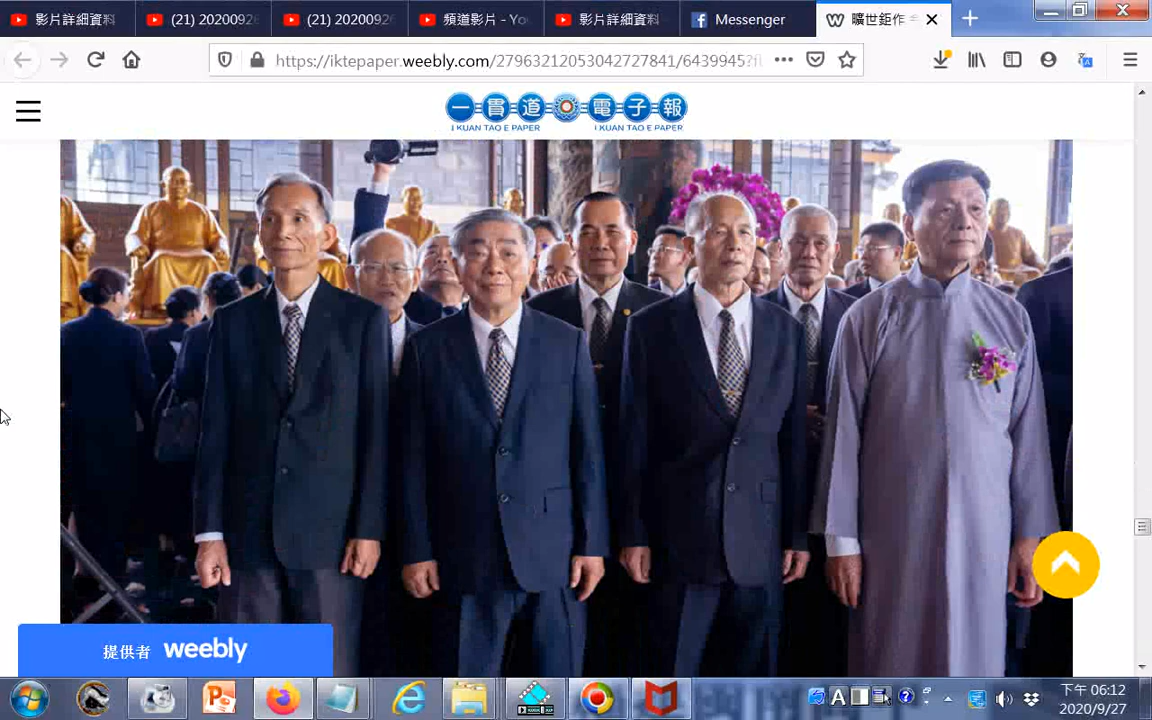 影片詳細資料
(21) 2020092
(21) 2020092
頻道影片 - Yo
影片詳細資料
Messenger
曠世鉅作
https://iktepaper.weebly.com/27963212053042727841/6439945?f
一貫道電子報
I KUAN TAO E PAPER I KUAN TAO E PAPER
提供者 weebly
下午 06:12
2020/9/27